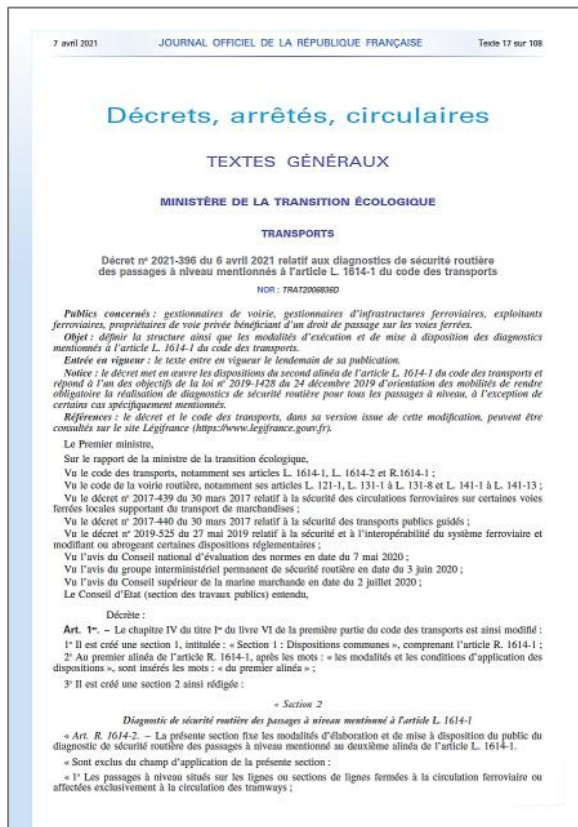 7 avril 2021
JOURNAL OFFICIEL DE LA RÉPUBLIQUE FRANÇAISE
Texte 17 sur 108
Décrets, arrêtés, circulaires
TEXTES GÉNÉRAUX
MINISTÈRE DE LA TRANSITION ÉCOLOGIQUE
TRANSPORTS
Décret nº 2021-396 du 6 avril 2021 relatif aux diagnostics de sécurité routière
des passages à niveau mentionnés à l'article L. 1614-1 du code des transports
NOR : TRAT2006836D
Publics concernés : gestionnaires de voirie, gestionnaires d'infrastructures ferroviaires, exploitants
ferroviaires, propriétaires de voie privée bénéficiant d'un droit de passage sur les voies ferrées.
Objet : définir la structure ainsi que les modalités d'exécution et de mise à disposition des diagnostics
mentionnés à l'article L. 1614-1 du code des transports.
Entrée en vigueur : le texte entre en vigueur le lendemain de sa publication.
Notice : le décret met en œuvre les dispositions du second alinéa de l'article L. 1614-1 du code des transports et
répond à l'un des objectifs de la loi nº 2019-1428 du 24 décembre 2019 d'orientation des mobilités de rendre
obligatoire la réalisation de diagnostics de sécurité routière pour tous les passages à niveau, à l'exception de
certains cas spécifiquement mentionnés.
Références : le décret et le code des transports, dans sa version issue de cette modification, peuvent être
consultés sur le site Légifrance (https://www.legifrance.gouv.fr).
Le Premier ministre,
Sur le rapport de la ministre de la transition écologique,
Vu le code des transports, notamment ses articles L. 1614-1, L. 1614-2 et R.1614-1 ;
Vu le code de la voirie routière, notamment ses articles L. 121-1, L. 131-1 à L. 131-8 et L. 141-1 à L. 141-13 ;
Vu le décret nº 2017-439 du 30 mars 2017 relatif à la sécurité des circulations ferroviaires sur certaines voies
ferrées locales supportant du transport de marchandises ;
Vu le décret nº 2017-440 du 30 mars 2017 relatif à la sécurité des transports publics guidés ;
Vu le décret nº 2019-525 du 27 mai 2019 relatif à la sécurité et à l'interopérabilité du système ferroviaire et
modifiant ou abrogeant certaines dispositions réglementaires ;
Vu l'avis du Conseil national d'évaluation des normes en date du 7 mai 2020 ;
Vu l'avis du groupe interministériel permanent de sécurité routière en date du 3 juin 2020 ;
Vu l'avis du Conseil supérieur de la marine marchande en date du 2 juillet 2020 ;
Le Conseil d'État (section des travaux publics) entendu,
Décrète :
Art. 1er. – Le chapitre IV du titre Ier du livre VI de la première partie du code des transports est ainsi modifié :
1º Il est créé une section 1, intitulée : « Section 1 : Dispositions communes », comprenant l'article R. 1614-1 ;
2º Au premier alinéa de l'article R. 1614-1, après les mots : « les modalités et les conditions d'application des
dispositions », sont insérés les mots : « du premier alinéa » ;
3º Il est créé une section 2 ainsi rédigée :
« Section 2
Diagnostic de sécurité routière des passages à niveau mentionné à l'article L. 1614-1
« Art. R. 1614-2. – La présente section fixe les modalités d'élaboration et de mise à disposition du public du
diagnostic de sécurité routière des passages à niveau mentionné au deuxième alinéa de l'article L. 1614-1.
« Sont exclus du champ d'application de la présente section :
« 1º Les passages à niveau situés sur les lignes ou sections de lignes fermées à la circulation ferroviaire ou
affectées exclusivement à la circulation des tramways ;